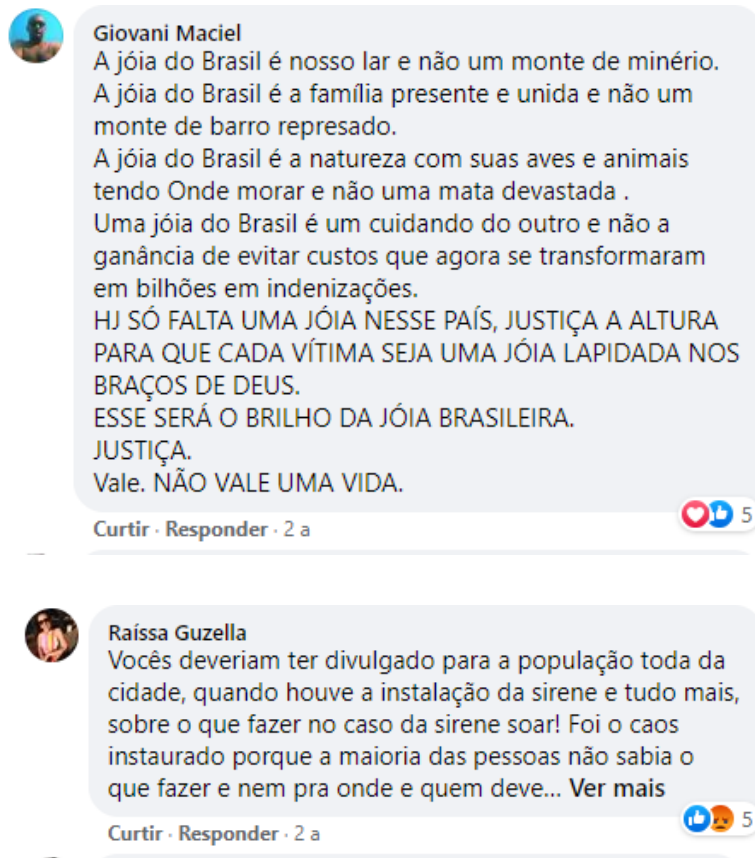 Giovani Maciel
A jóia do Brasil é nosso lar e não um monte de minério.
A jóia do Brasil é a família presente e unida e não um
monte de barro represado.
A jóia do Brasil é a natureza com suas aves e animais
tendo Onde morar e não uma mata devastada .
Uma jóia do Brasil é um cuidando do outro e não a
ganância de evitar custos que agora se transformaram
em bilhões em indenizações.
HJ SÓ FALTA UMA JÓIA NESSE PAÍS, JUSTIÇA A ALTURA
PARA QUE CADA VÍTIMA SEJA UMA JÓIA LAPIDADA NOS
BRAÇOS DE DEUS.
ESSE SERÁ O BRILHO DA JÓIA BRASILEIRA.
JUSTIÇA.
Vale. NÃO VALE UMA VIDA.
5
Curtir · Responder · 2 a
Raíssa Guzella
Vocês deveriam ter divulgado para a população toda da
cidade, quando houve a instalação da sirene e tudo mais,
sobre o que fazer no caso da sirene soar! Foi o caos
instaurado porque a maioria das pessoas não sabia o
que fazer e nem pra onde e quem deve... Ver mais
5
Curtir · Responder · 2 a